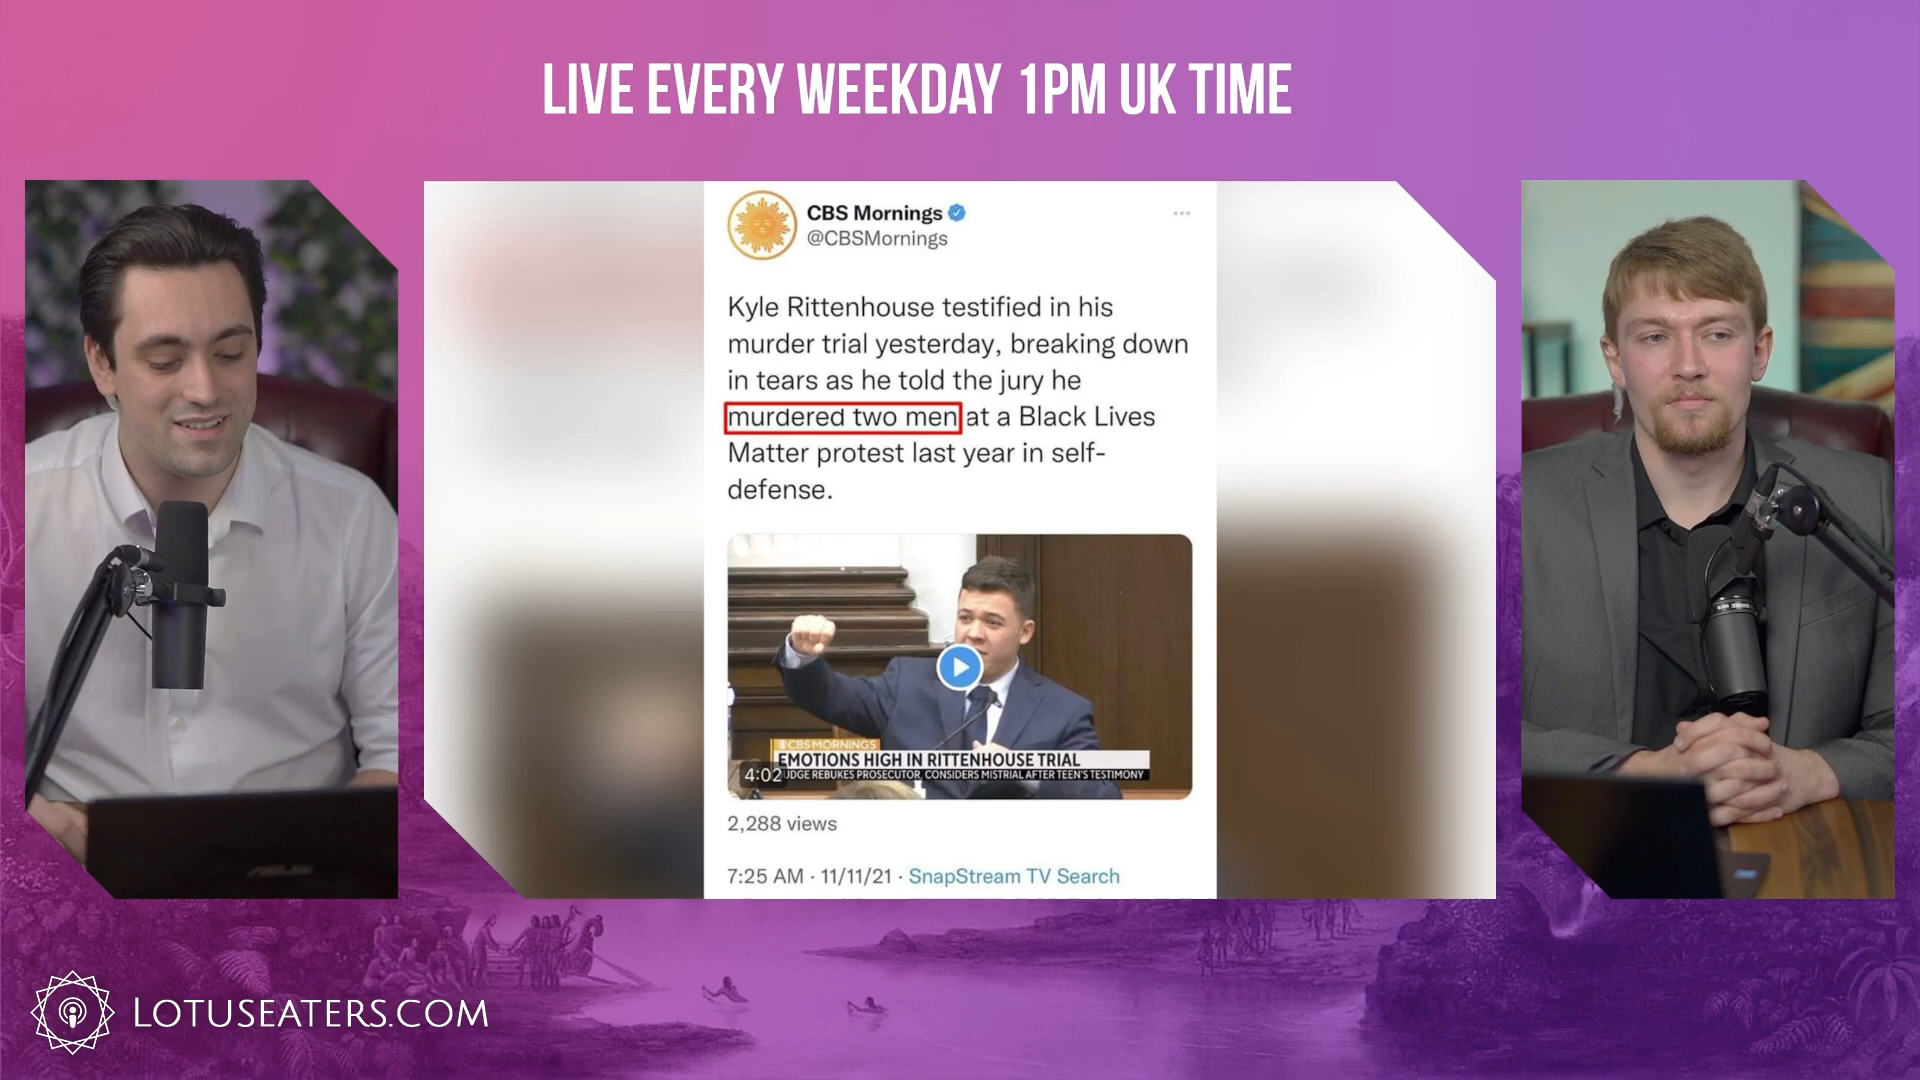 LIVE EVERY WEEKDAY 1PM UK TIME
CBS Mornings
@CBSMornings
Kyle Rittenhouse testified in his
murder trial yesterday, breaking down
in tears as he told the jury he
murdered two men at a Black Lives
Matter protest last year in self-
defense.
CBS MORNINGS
EMOTIONS HIGH IN RITTENHOUSE TRIAL
4:02
UDGE REBUKES PROSECUTOR, CONSIDERS MISTRIAL AFTER TEEN'S TESTIMONY
2,288 views
7:25 AM · 11/11/21 · SnapStream TV Search
ASUS
LOTUSEATERS.COM